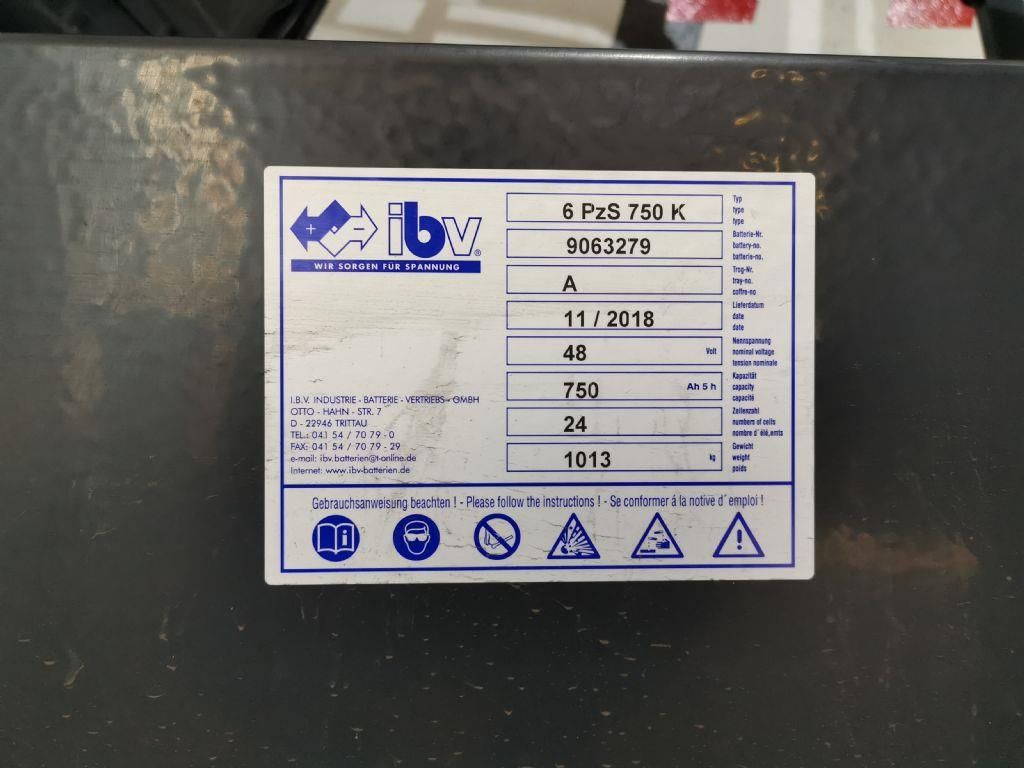 ibv®
WIR SORGEN FÜR SPANNUNG
6 PzS 750 K
Typ
type
type
9063279
Batterie-Nr.
battery-no.
batterie-no.
A
Trog-Nr.
tray-no.
coffre-no
11 / 2018
Lieferdatum
date
date
48 Volt
Nennspannung
nominal voltage
tension nominale
750 Ah 5 h
Kapazität
capacity
capacité
24
Zellenzahl
numbers of cells
nombre d´élé,emts
1013 kg
Gewicht
weight
poids
I.B.V. INDUSTRIE - BATTERIE - VERTRIEBS - GMBH
OTTO - HAHN - STR. 7
D - 22946 TRITTAU
TEL.: 041 54 / 70 79 - 0
FAX: 041 54 / 70 79 - 29
e-mail: ibv.batterien@t-online.de
Internet: www.ibv-batterien.de
Gebrauchsanweisung beachten ! - Please follow the instructions ! - Se conformer á la notive d´ emploi !